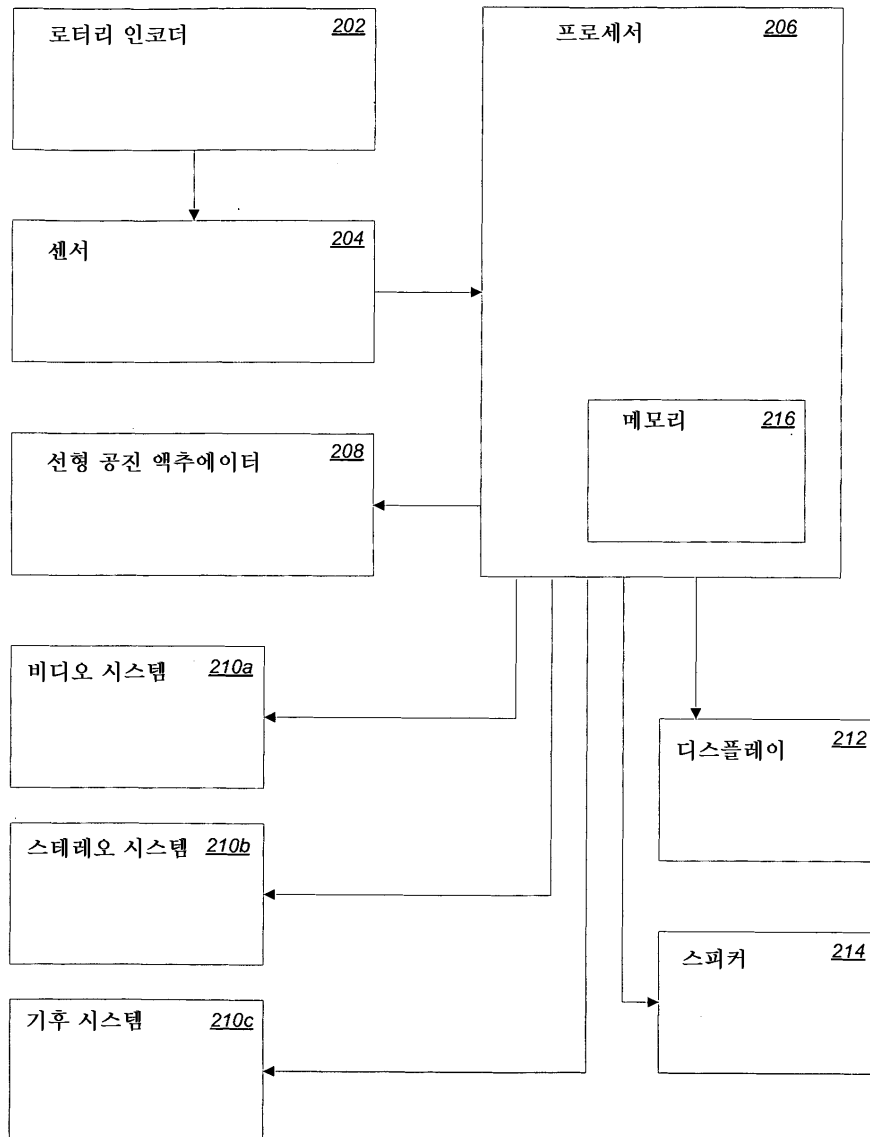 로터리 인코더 202
프로세서 206
센서 204
메모리 216
선형 공진 액추에이터 208
비디오 시스템 210a
디스플레이 212
스테레오 시스템 210b
스피커 214
기후 시스템 210c